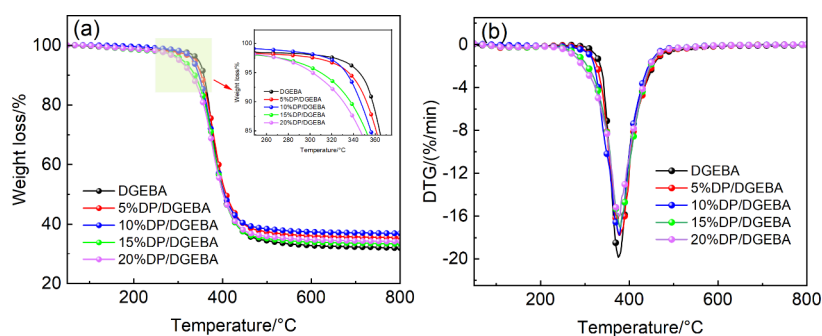 (a)
100
80
60
40
20
0
Weight loss/%
200
400
600
800
Temperature/°C
DGEBA
5%DP/DGEBA
10%DP/DGEBA
15%DP/DGEBA
20%DP/DGEBA
100
95
90
85
Weight loss/%
260
280
300
320
340
360
Temperature/°C
DGEBA
5%DP/DGEBA
10%DP/DGEBA
15%DP/DGEBA
20%DP/DGEBA
(b)
0
-4
-8
-12
-16
-20
DTG/(%/min)
200
400
600
800
Temperature/°C
DGEBA
5%DP/DGEBA
10%DP/DGEBA
15%DP/DGEBA
20%DP/DGEBA